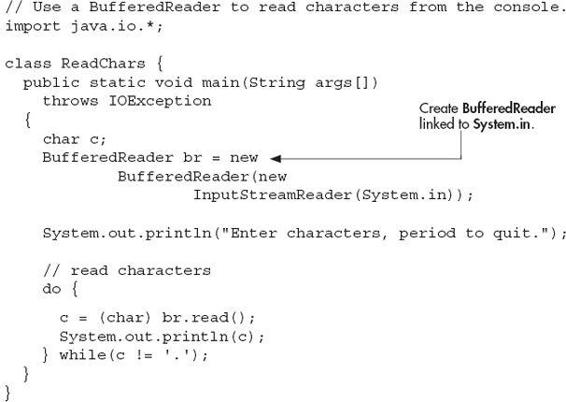 // Use a BufferedReader to read characters from the console.
import java.io.*;

class ReadChars {
  public static void main(String args[])
    throws IOException
  {
    char c;
    BufferedReader br = new
            BufferedReader(new
                    InputStreamReader(System.in));
Create BufferedReader
linked to System.in.

    System.out.println("Enter characters, period to quit.");

    // read characters
    do {
      c = (char) br.read();
      System.out.println(c);
    } while(c != '.');
  }
}